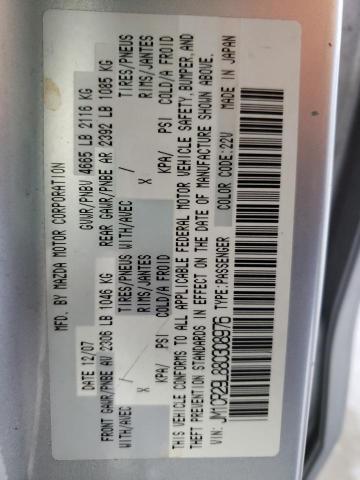 MFD. BY MAZDA MOTOR CORPORATION
DATE 12/07 GVWR/PNBV 4665 LB 2116 KG
FRONT GAWR/PNBE AV 2306 LB 1046 KG REAR GAWR/PNBE AR 2392 LB 1085 KG
WITH/AVEC / TIRES/PNEUS WITH/AVEC / TIRES/PNEUS
X RIMS/JANTES X RIMS/JANTES
KPA/ PSI COLD/A FROID KPA/ PSI COLD/A FROID
THIS VEHICLE CONFORMS TO ALL APPLICABLE FEDERAL MOTOR VEHICLE SAFETY, BUMPER, AND
THEFT PREVENTION STANDARDS IN EFFECT ON THE DATE OF MANUFACTURE SHOWN ABOVE.
VIN: JM1CR29L880308976 TYPE:PASSENGER COLOR CODE:22V MADE IN JAPAN